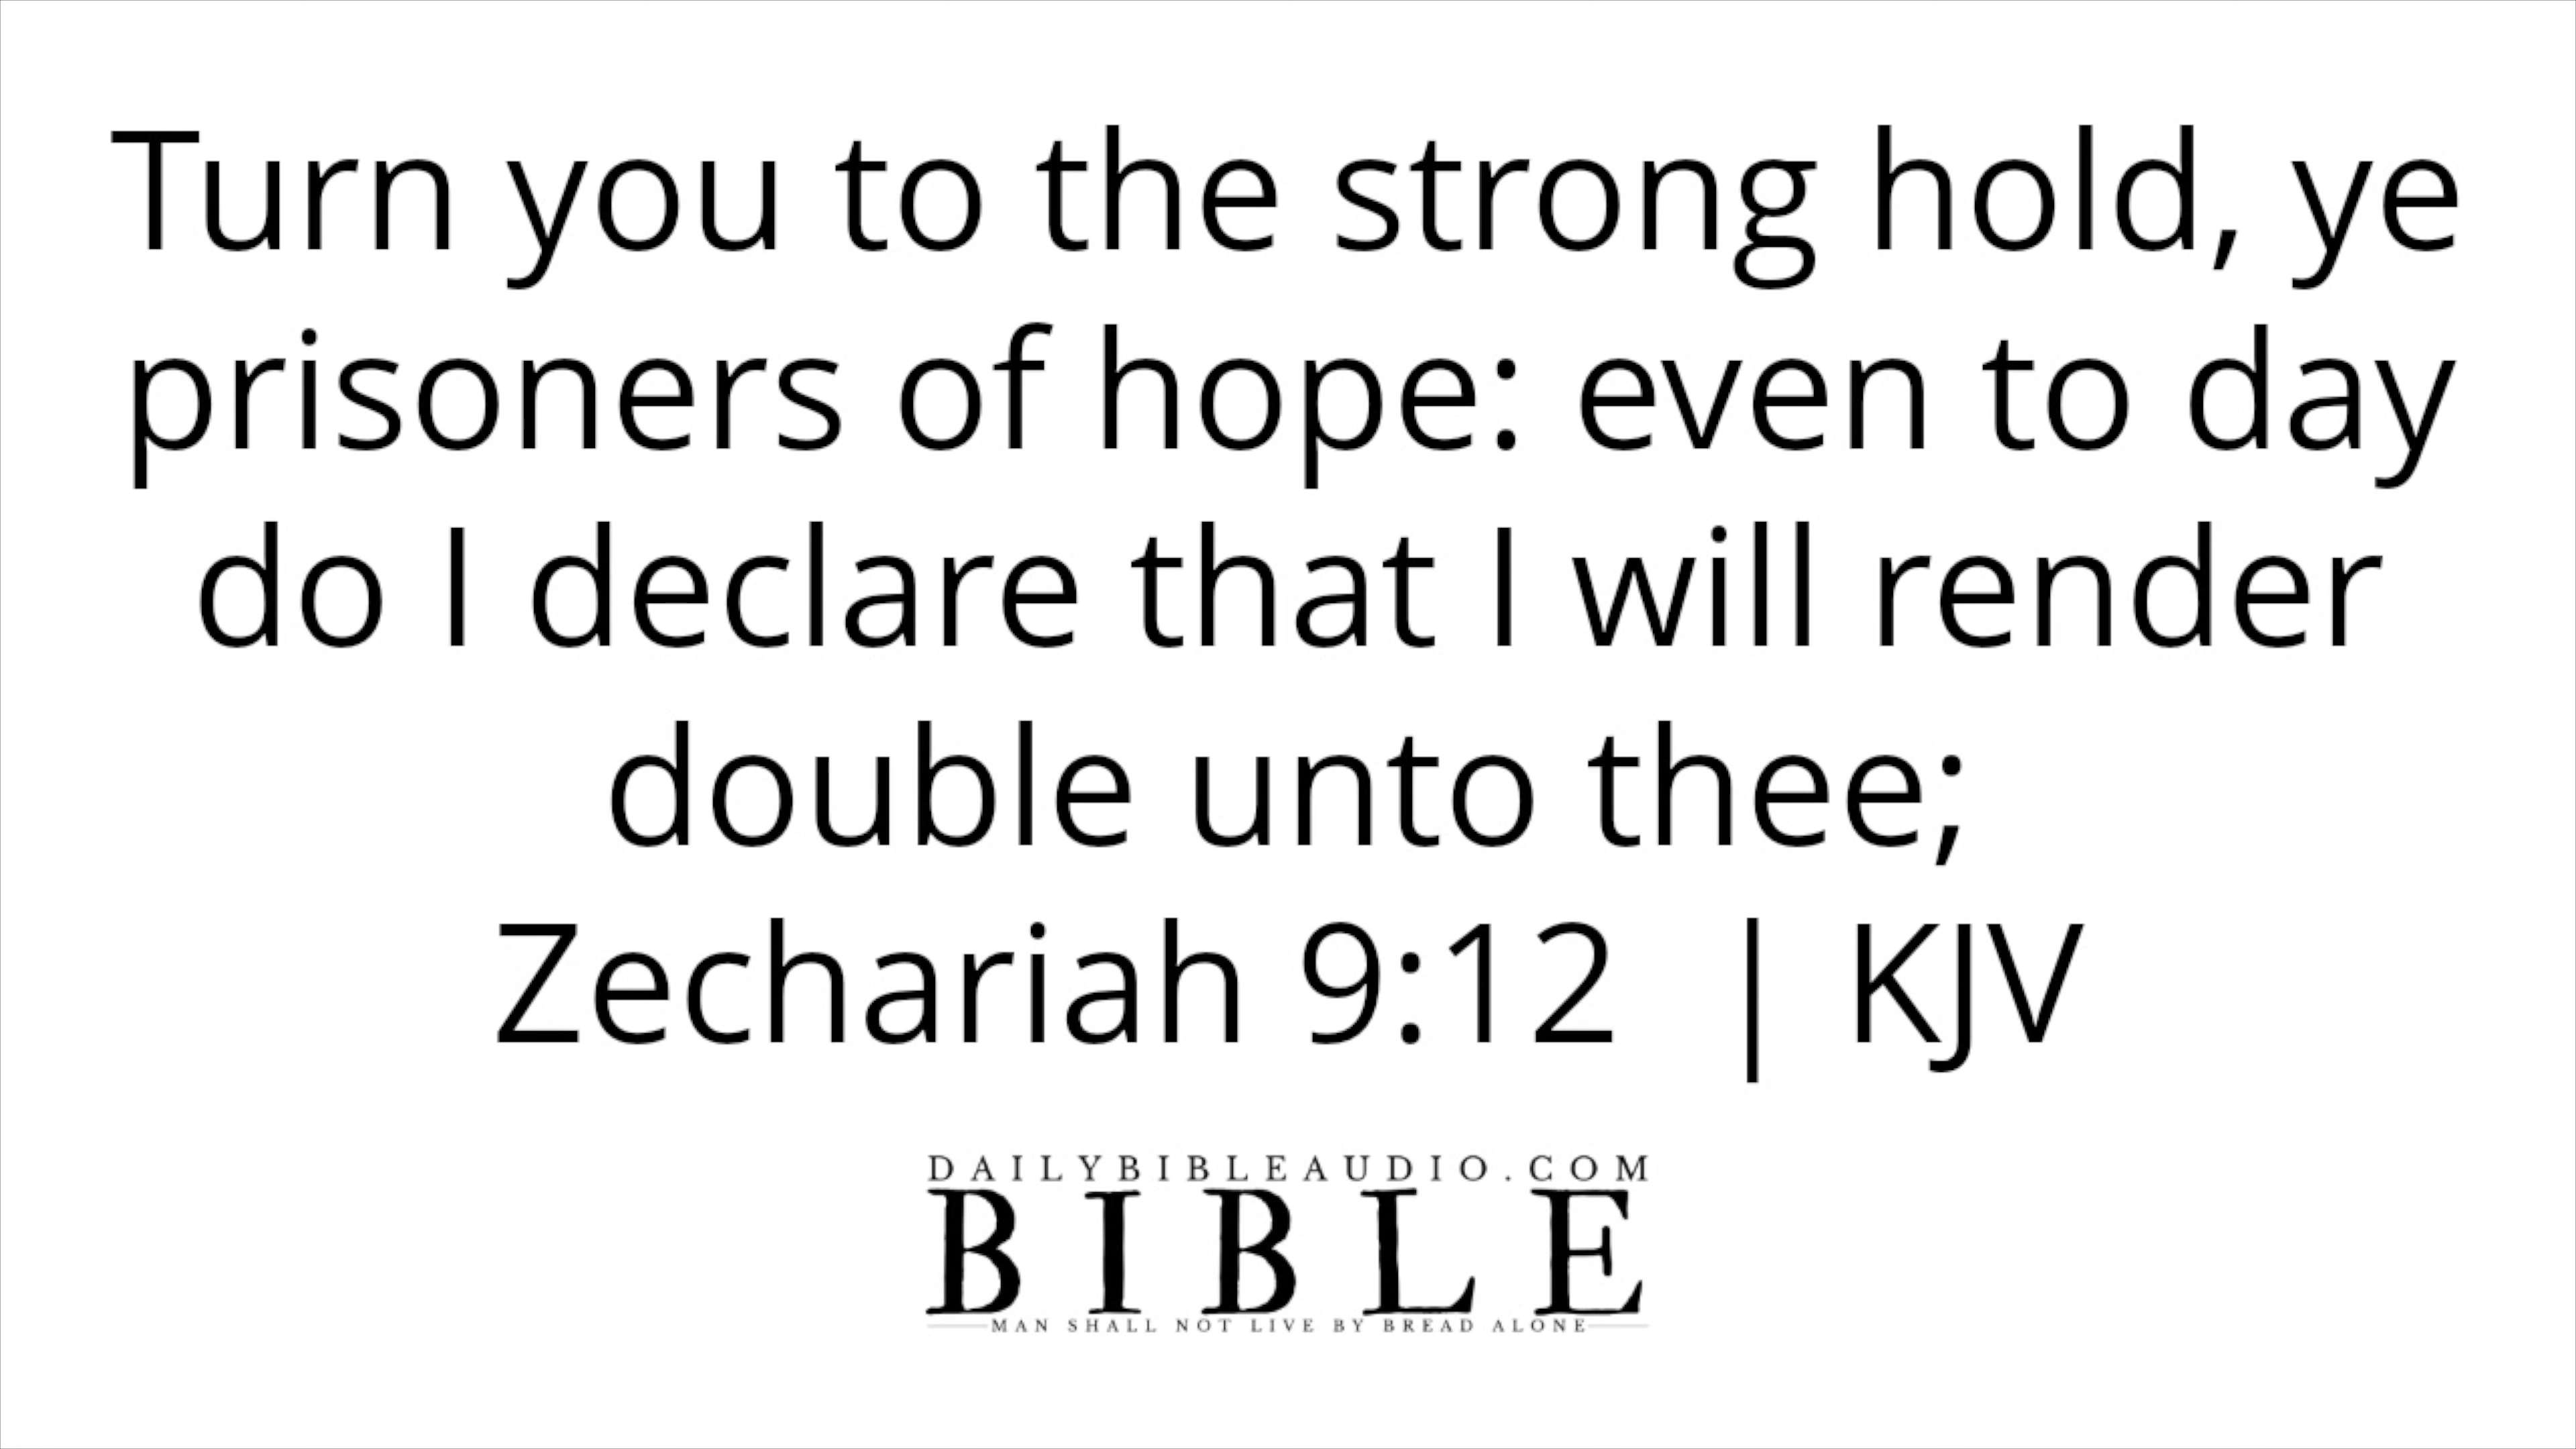 Turn you to the strong hold, ye
prisoners of hope: even to day
do I declare that I will render
double unto thee;
Zechariah 9:12 | KJV
DAILYBIBLEAUDIO.COM
BIBLE
MAN SHALL NOT LIVE BY BREAD ALONE